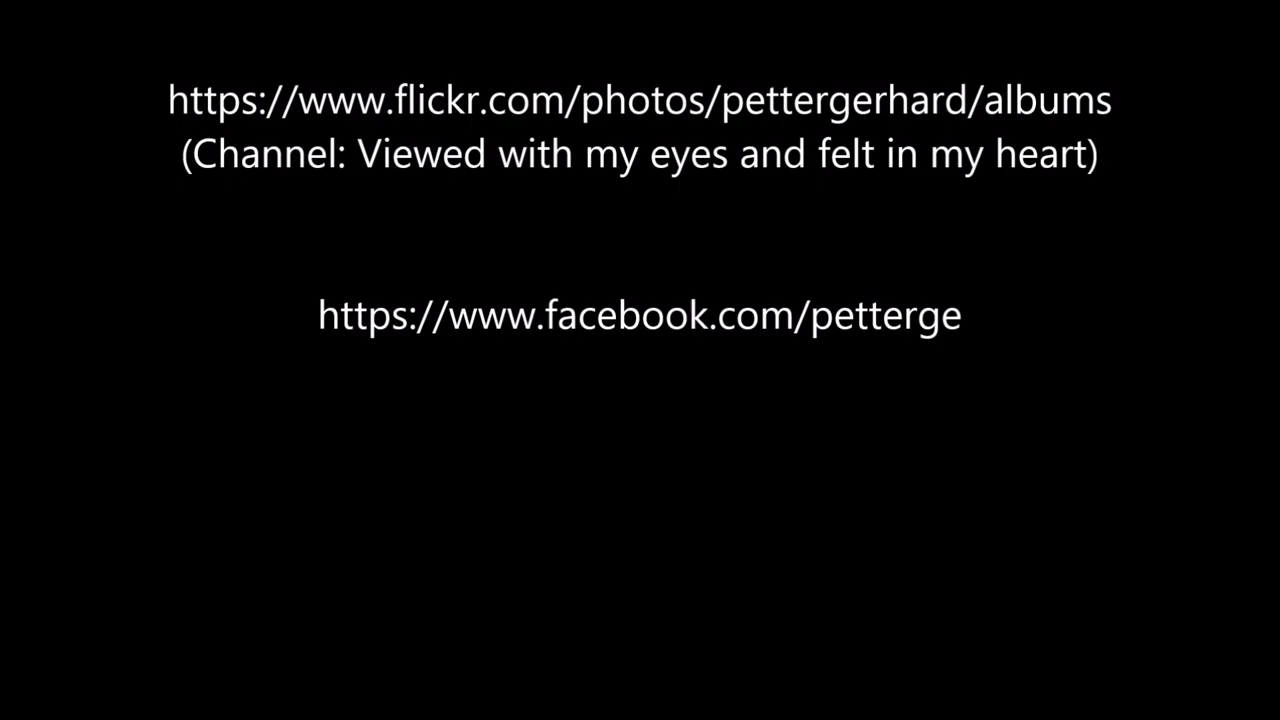 https://www.flickr.com/photos/pettergerhard/albums
(Channel: Viewed with my eyes and felt in my heart)
https://www.facebook.com/petterge